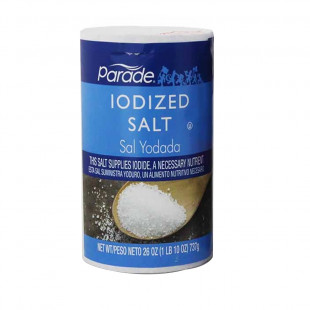 Parade
IODIZED
SALT
Sal Yodada
THIS SALT SUPPLIES IODIDE, A NECESSARY NUTRIENT
ESTA SAL SUMINISTRA YODURO, UN ALIMENTO NUTRITIVO NECESARIO
NET WT/PESO NETO 26 OZ (1 LB 10 OZ) 737g